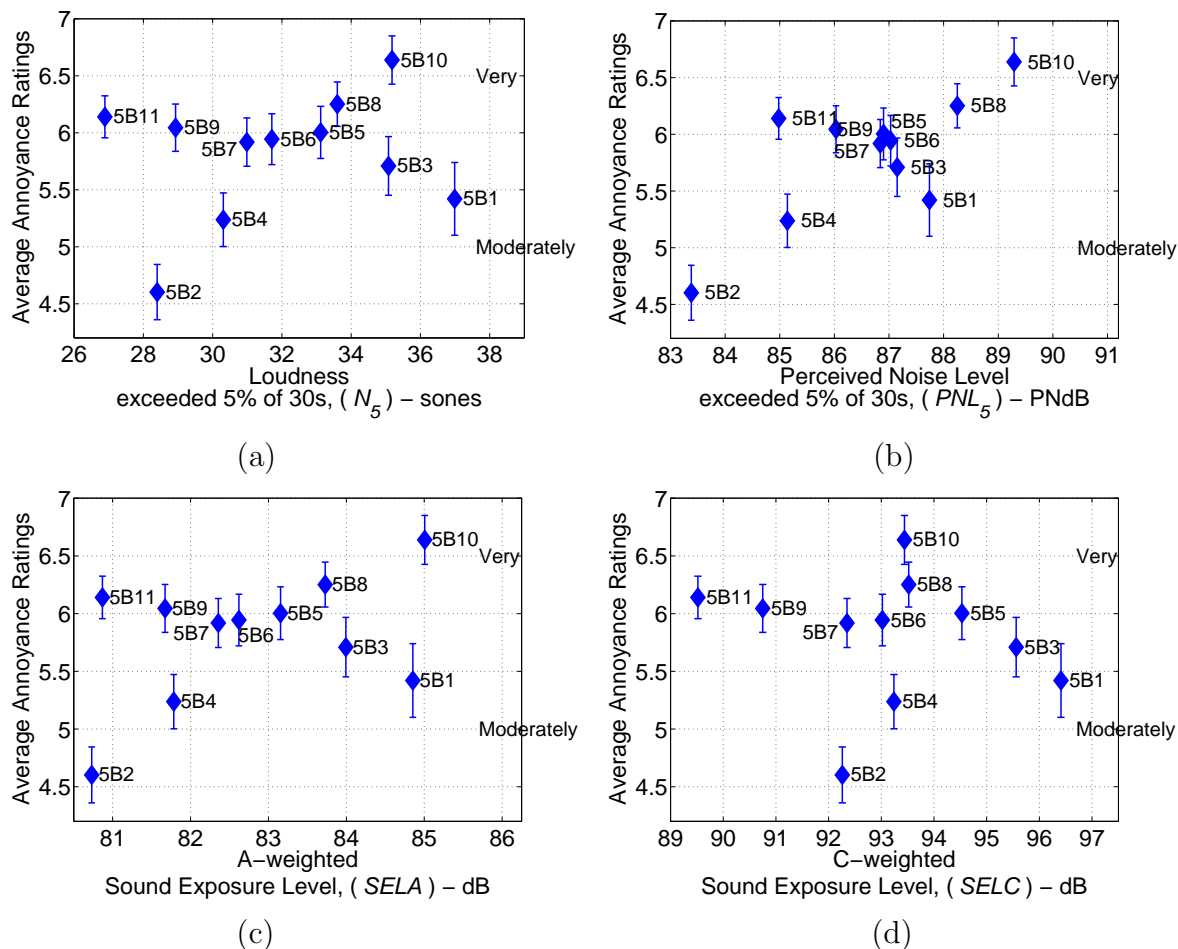 7
6.5
6
5.5
5
4.5
Average Annoyance Ratings
5B10
Very
5B11
5B9
5B8
5B7
5B6
5B5
5B3
5B1
5B4
Moderately
5B2
26 28 30 32 34 36 38
Loudness
exceeded 5% of 30s, ( N5 ) − sones
(a)
7
6.5
6
5.5
5
4.5
Average Annoyance Ratings
5B10
Very
5B8
5B11
5B9
5B5
5B7
5B6
5B3
5B1
5B4
Moderately
5B2
83 84 85 86 87 88 89 90 91
Perceived Noise Level
exceeded 5% of 30s, ( PNL5 ) − PNdB
(b)
7
6.5
6
5.5
5
4.5
Average Annoyance Ratings
5B10
Very
5B8
5B11
5B9
5B5
5B7
5B6
5B3
5B1
5B4
Moderately
5B2
81 82 83 84 85 86
A−weighted
Sound Exposure Level, ( SELA ) − dB
(c)
7
6.5
6
5.5
5
4.5
Average Annoyance Ratings
5B10
Very
5B8
5B11
5B9
5B5
5B7
5B6
5B3
5B1
5B4
Moderately
5B2
89 90 91 92 93 94 95 96 97
C−weighted
Sound Exposure Level, ( SELC ) − dB
(d)